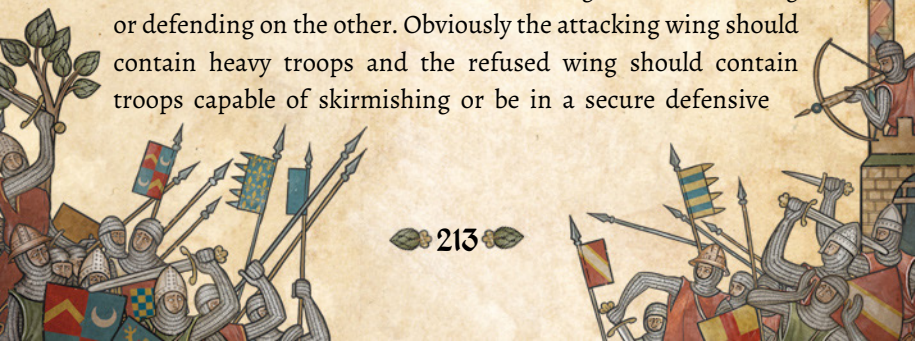 or defending on the other. Obviously the attacking wing should
contain heavy troops and the refused wing should contain
troops capable of skirmishing or be in a secure defensive
213